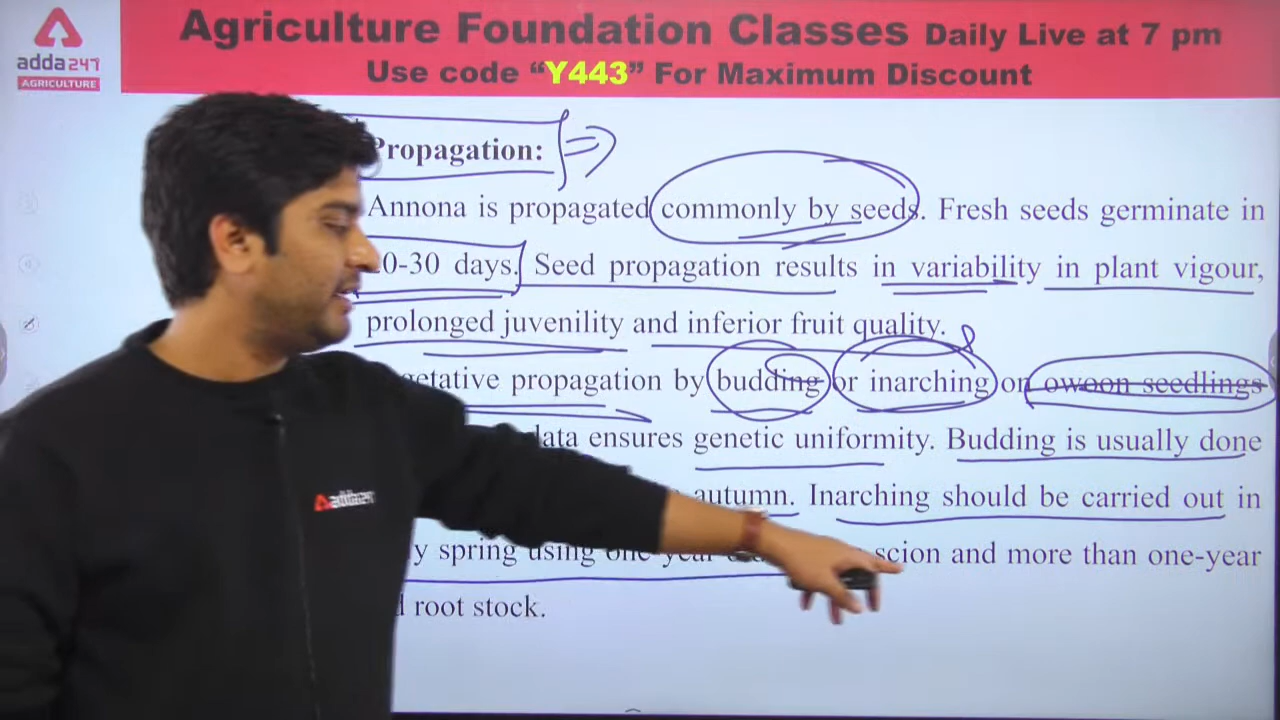 Agriculture Foundation Classes Daily Live at 7 pm
adda247
AGRICULTURE
Use code “Y443” For Maximum Discount
Propagation:
Annona is propagated commonly by seeds. Fresh seeds germinate in
0-30 days. Seed propagation results in variability in plant vigour,
prolonged juvenility and inferior fruit quality.
getative propagation by budding or inarching on seedlings
data ensures genetic uniformity. Budding is usually done
autumn. Inarching should be carried out in
y spring using one year scion and more than one-year
root stock.
adda247